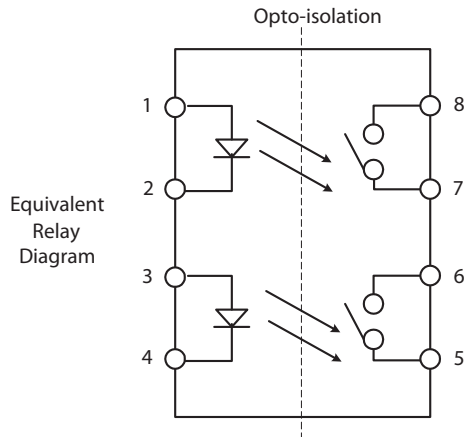 Opto-isolation
1
8
2
7
Equivalent
Relay
Diagram
3
6
4
5